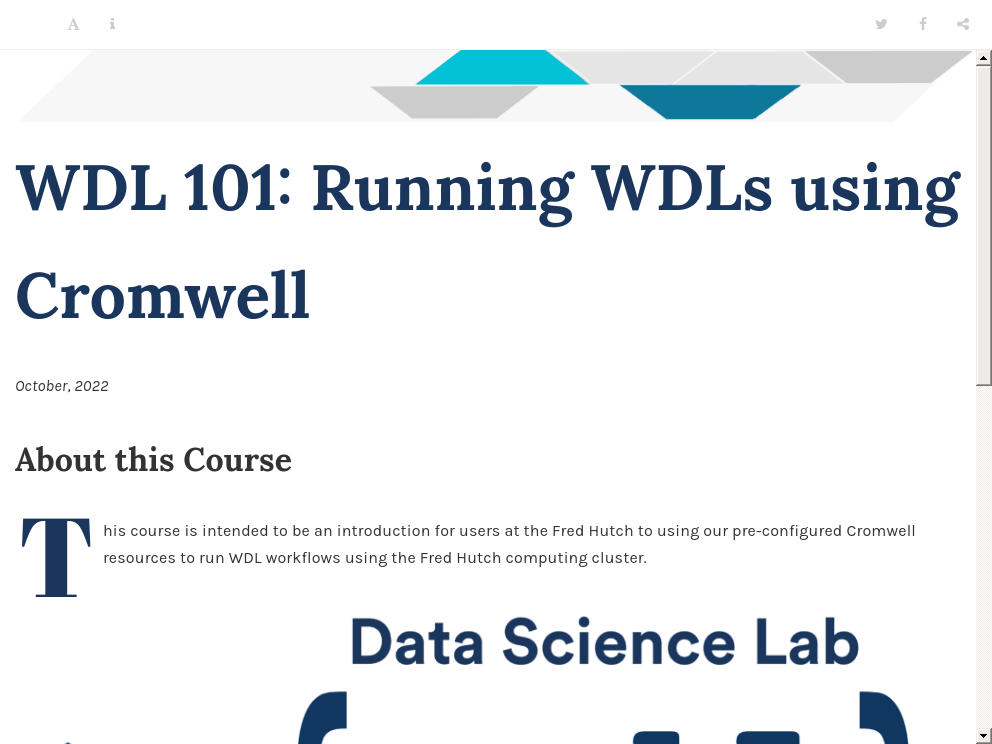 WDL 101: Running WDLs using
Cromwell
October, 2022
About this Course
This course is intended to be an introduction for users at the Fred Hutch to using our pre-configured Cromwell
resources to run WDL workflows using the Fred Hutch computing cluster.
Data Science Lab